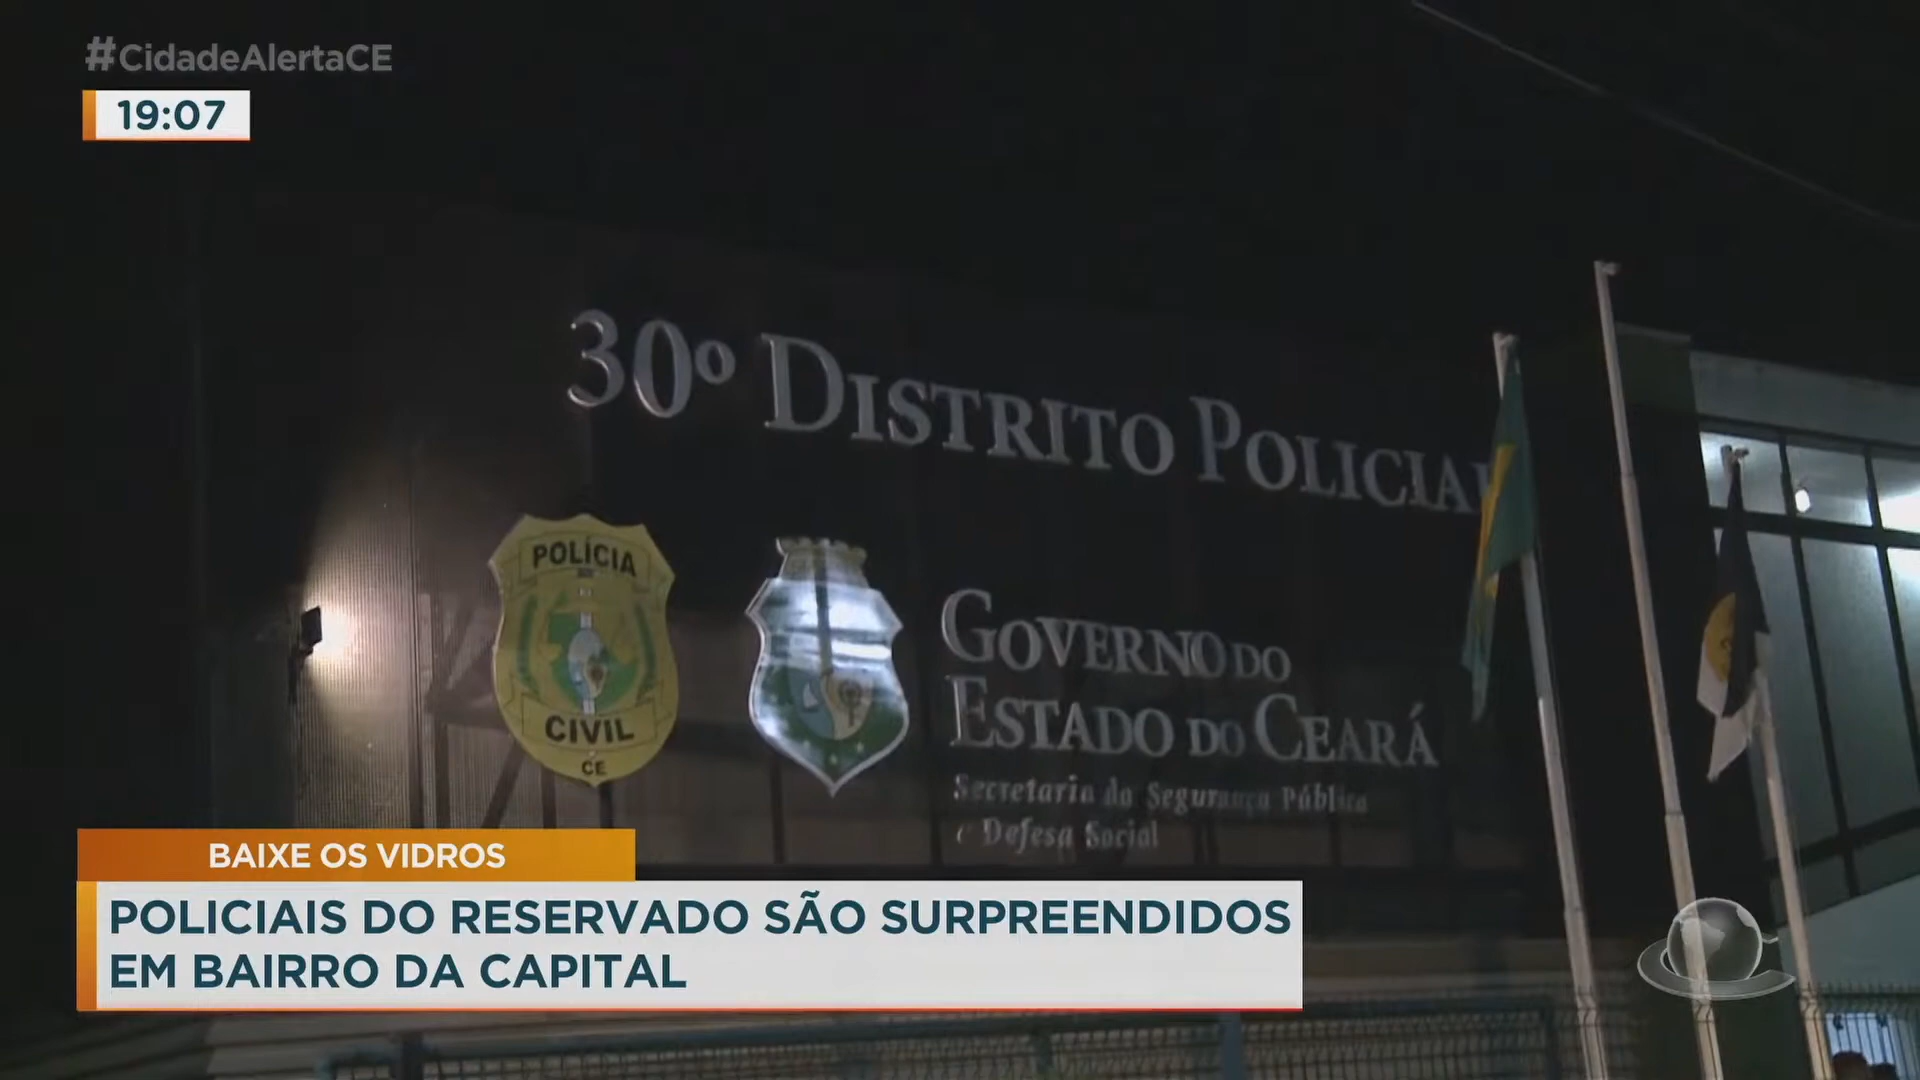 #CidadeAlertaCE
19:07
30º DISTRITO POLICIAL
POLÍCIA
CIVIL
CE
GOVERNO DO
ESTADO DO CEARÁ
Secretaria da Segurança Pública
e Defesa Social
BAIXE OS VIDROS
POLICIAIS DO RESERVADO SÃO SURPREENDIDOS
EM BAIRRO DA CAPITAL